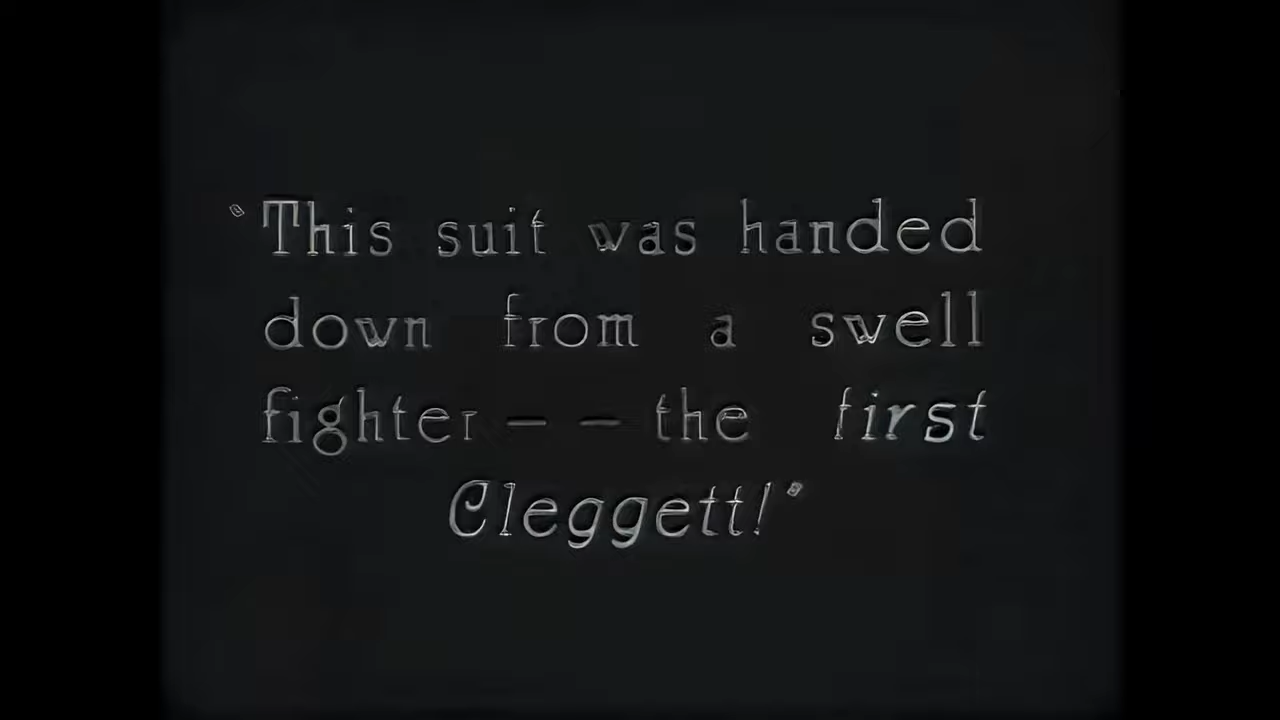 "This suit was handed
down from a swell
fighter -- the first
Cleggett!"